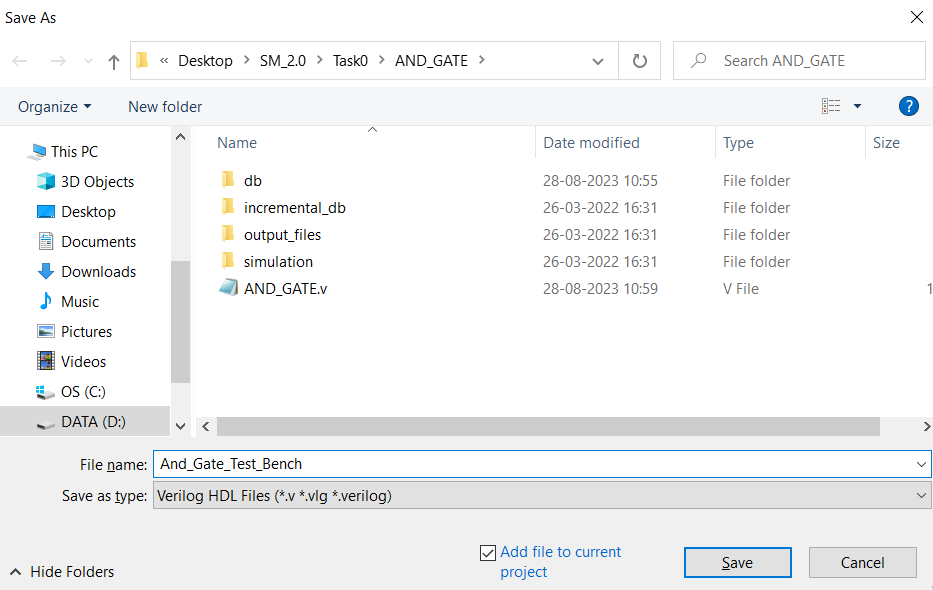 Save As
« Desktop > SM_2.0 > Task0 > AND_GATE >
Search AND_GATE
Organize
New folder
?
Name
Date modified
Type
Size
This PC
3D Objects
Desktop
Documents
Downloads
Music
Pictures
Videos
OS (C:)
DATA (D:)
db 28-08-2023 10:55 File folder
incremental_db 26-03-2022 16:31 File folder
output_files 26-03-2022 16:31 File folder
simulation 26-03-2022 16:31 File folder
AND_GATE.v 28-08-2023 10:59 V File 1
File name: And_Gate_Test_Bench
Save as type: Verilog HDL Files (*.v *.vlg *.verilog)
Add file to current
project
Save
Cancel
Hide Folders